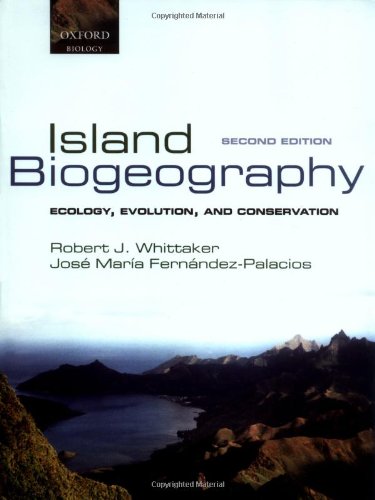 Copyrighted Material
OXFORD
BIOLOGY
Island SECOND EDITION
Biogeography
ECOLOGY, EVOLUTION, AND CONSERVATION
Robert J. Whittaker
José María Fernández-Palacios
Copyrighted Material